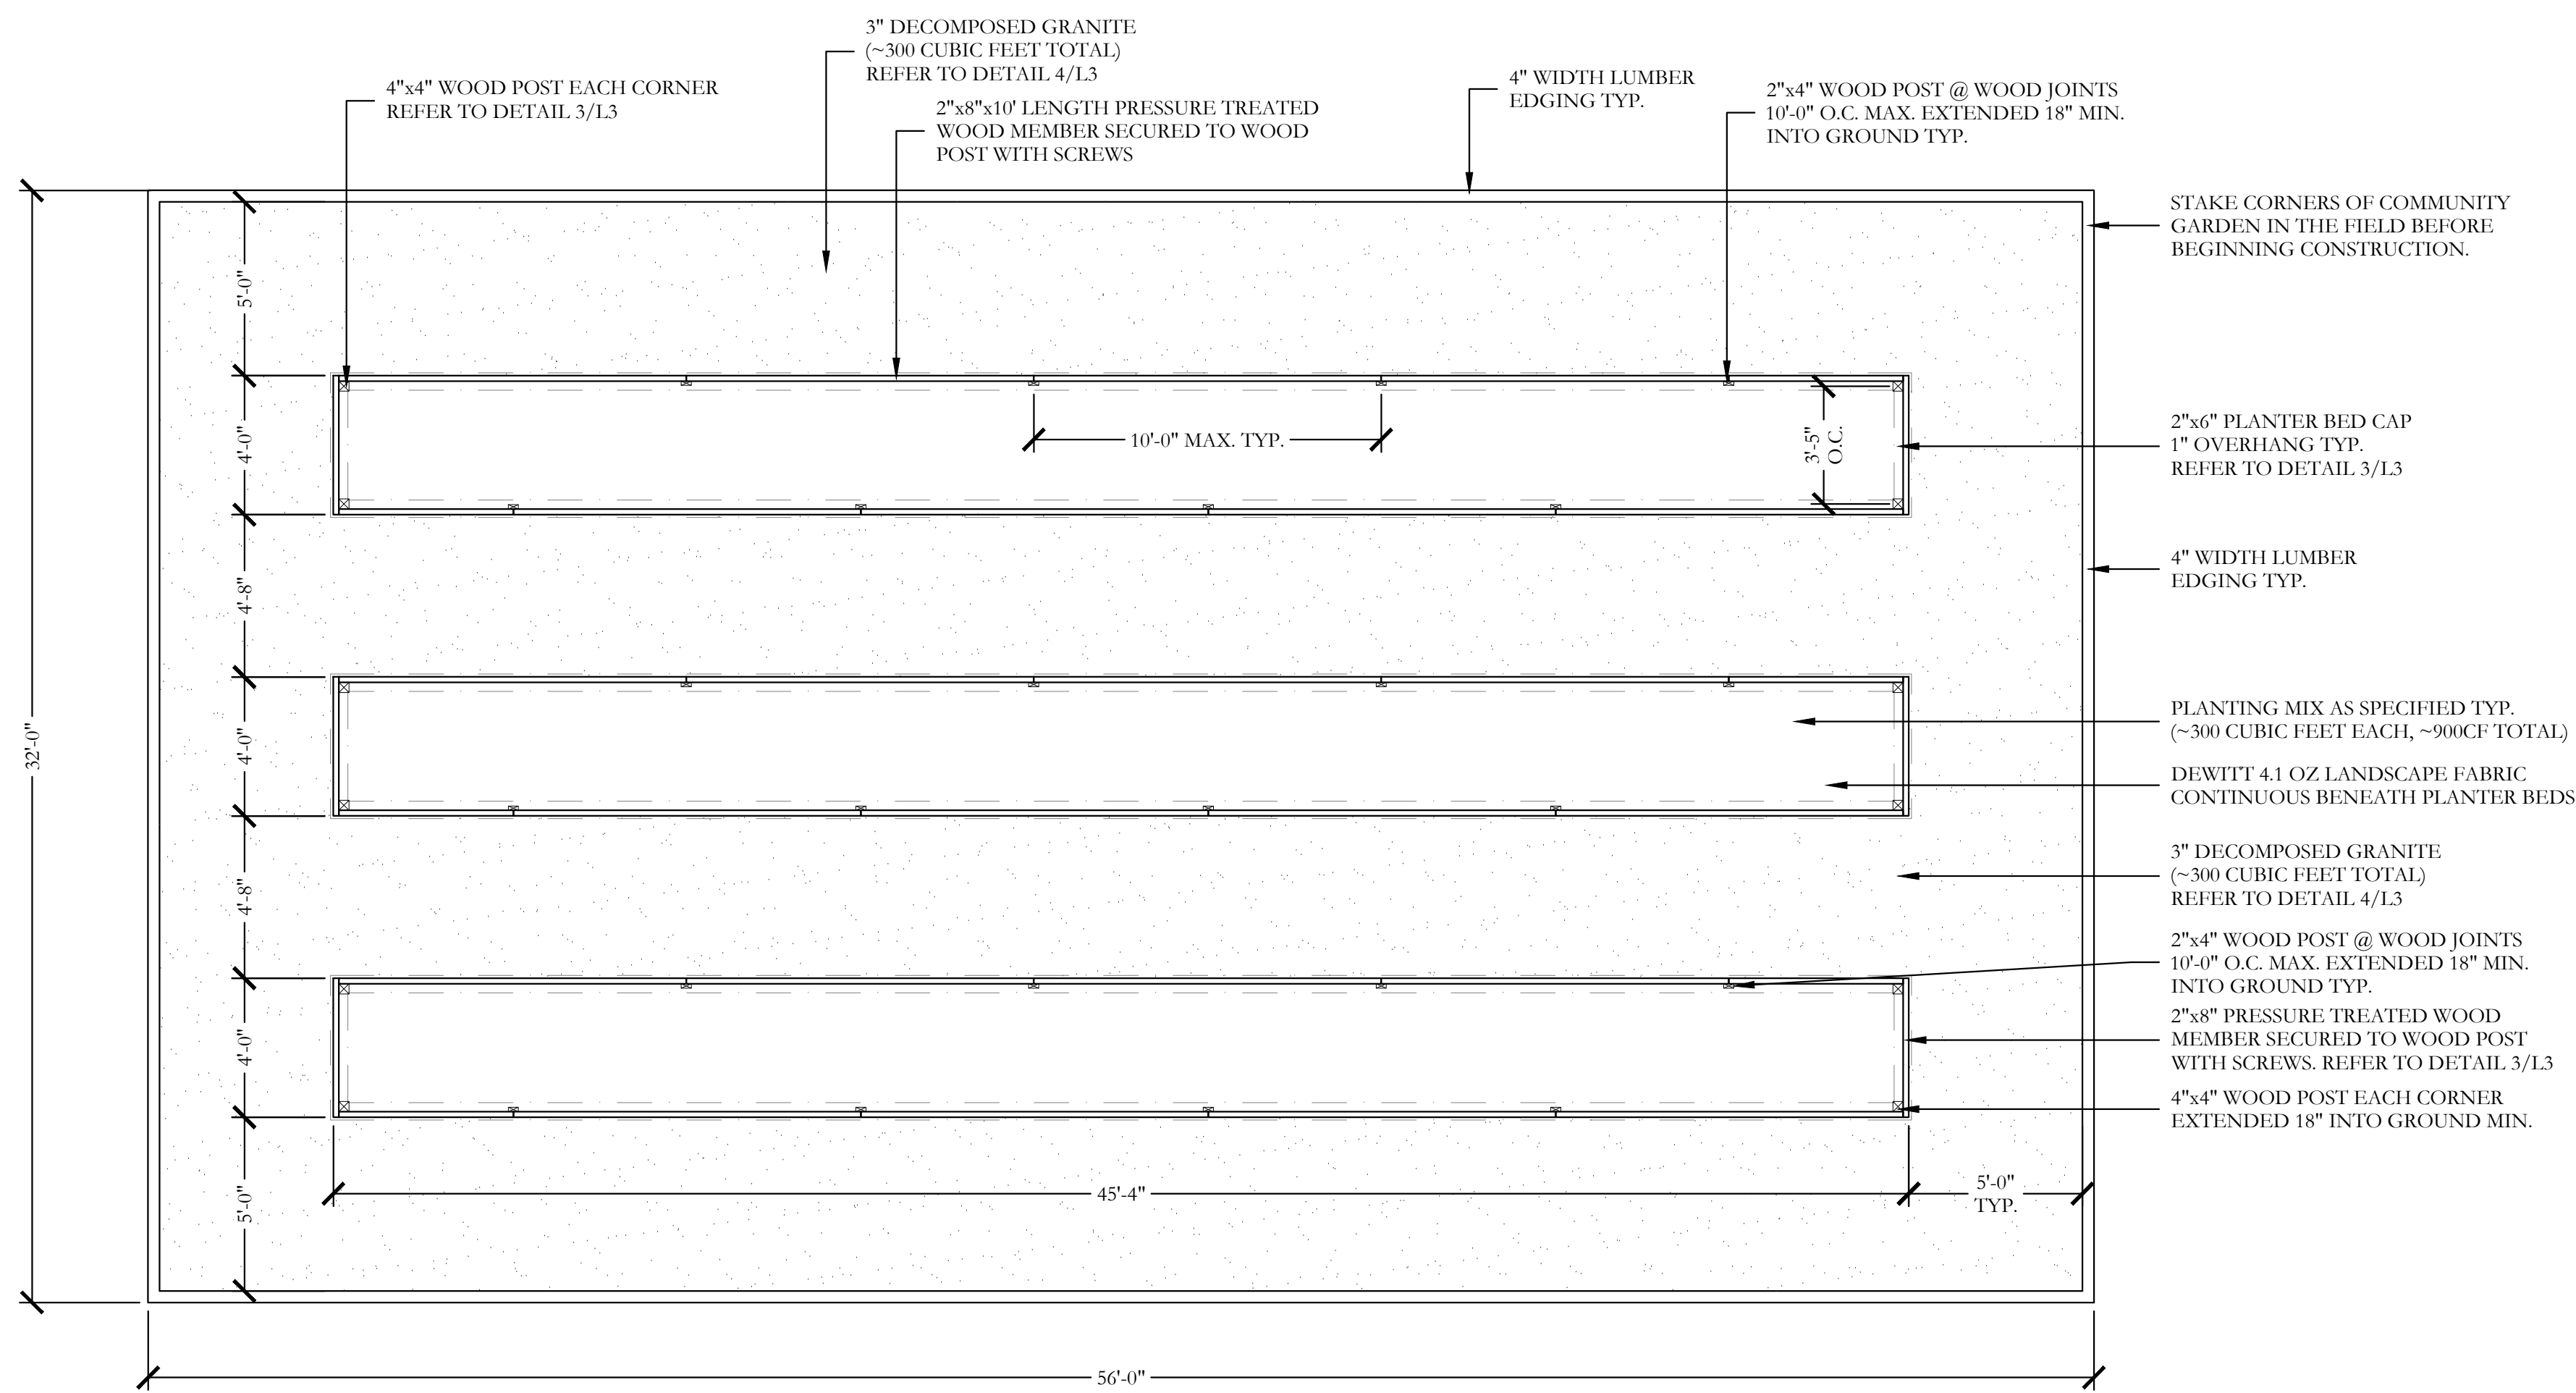 3" DECOMPOSED GRANITE
(~300 CUBIC FEET TOTAL)
REFER TO DETAIL 4/L3
4"x4" WOOD POST EACH CORNER
REFER TO DETAIL 3/L3
2"x8"x10' LENGTH PRESSURE TREATED
WOOD MEMBER SECURED TO WOOD
POST WITH SCREWS
4" WIDTH LUMBER
EDGING TYP.
2"x4" WOOD POST @ WOOD JOINTS
10'-0" O.C. MAX. EXTENDED 18" MIN.
INTO GROUND TYP.
STAKE CORNERS OF COMMUNITY
GARDEN IN THE FIELD BEFORE
BEGINNING CONSTRUCTION.
2"x6" PLANTER BED CAP
1" OVERHANG TYP.
REFER TO DETAIL 3/L3
4" WIDTH LUMBER
EDGING TYP.
PLANTING MIX AS SPECIFIED TYP.
(~300 CUBIC FEET EACH, ~900CF TOTAL)
DEWITT 4.1 OZ LANDSCAPE FABRIC
CONTINUOUS BENEATH PLANTER BEDS
3" DECOMPOSED GRANITE
(~300 CUBIC FEET TOTAL)
REFER TO DETAIL 4/L3
2"x4" WOOD POST @ WOOD JOINTS
10'-0" O.C. MAX. EXTENDED 18" MIN.
INTO GROUND TYP.
2"x8" PRESSURE TREATED WOOD
MEMBER SECURED TO WOOD POST
WITH SCREWS. REFER TO DETAIL 3/L3
4"x4" WOOD POST EACH CORNER
EXTENDED 18" INTO GROUND MIN.
32'-0"
5'-0"
4'-0"
4'-8"
4'-0"
4'-8"
4'-0"
5'-0"
10'-0" MAX. TYP.
3'-5"
O.C.
45'-4"
5'-0"
TYP.
56'-0"